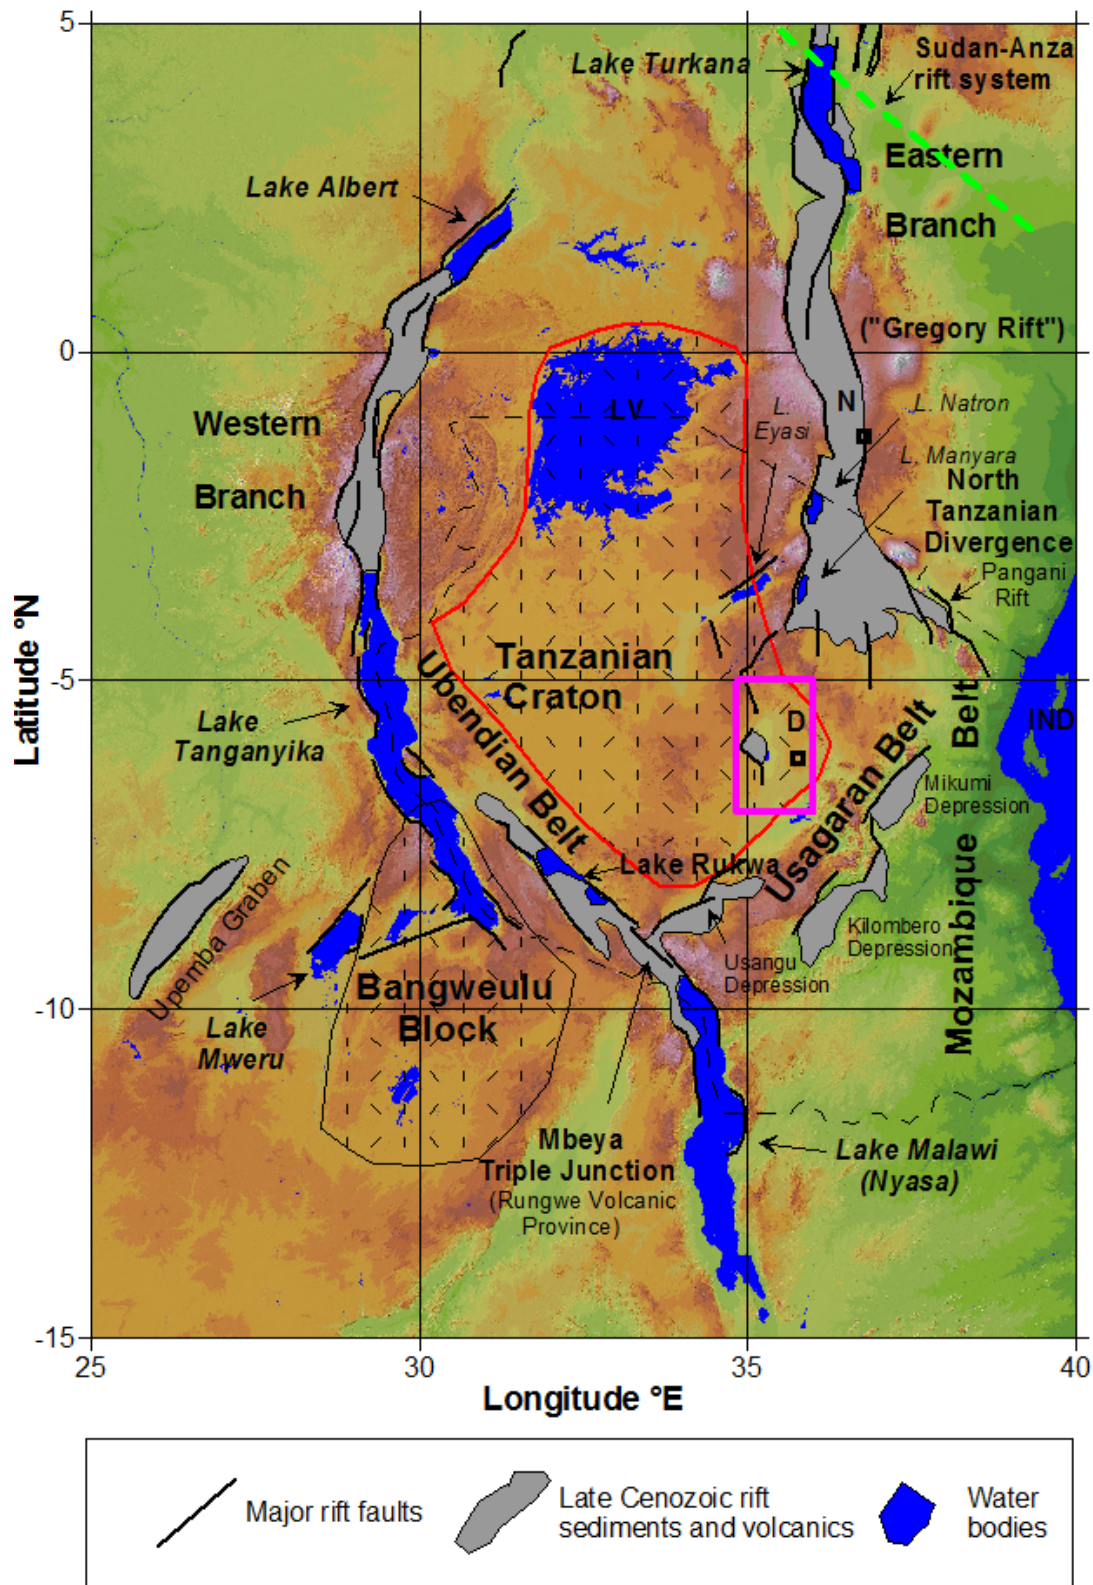 5
Sudan-Anza
rift system
Lake Turkana
Eastern
Branch
Lake Albert
("Gregory Rift")
0
LV
L.
Eyasi
N
L. Natron
L. Manyara
Western
Branch
North
Tanzanian
Divergence
Pangani
Rift
Latitude °N
Tanzanian
Craton
-5
Ubendian Belt
Lake
Tanganyika
D
IND
Usagaran Belt
Mozambique Belt
Mikumi
Depression
Lake Rukwa
Upemba Graben
Kilombero
Depression
Usangu
Depression
Bangweulu
Block
-10
Lake
Mweru
Mbeya
Triple Junction
(Rungwe Volcanic
Province)
Lake Malawi
(Nyasa)
-15
25
30
35
40
Longitude °E
Major rift faults
Late Cenozoic rift
sediments and volcanics
Water
bodies